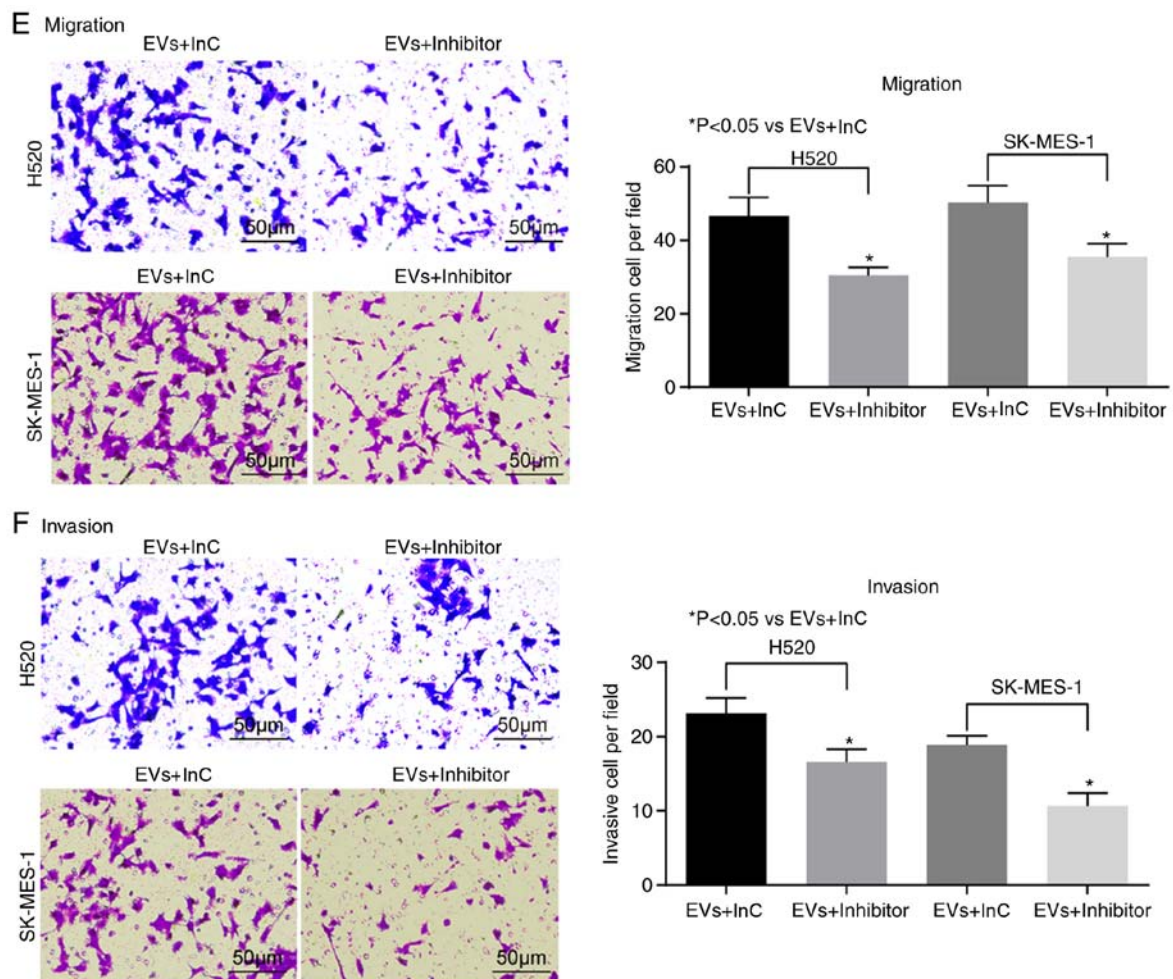 E Migration
EVs+InC EVs+Inhibitor
H520
50μm 50μm
EVs+InC EVs+Inhibitor
SK-MES-1
50μm 50μm
Migration
*P<0.05 vs EVs+InC
H520 SK-MES-1
Migration cell per field
60
40
20
0
* *
EVs+InC EVs+Inhibitor EVs+InC EVs+Inhibitor
F Invasion
EVs+InC EVs+Inhibitor
H520
50μm 50μm
EVs+InC EVs+Inhibitor
SK-MES-1
50μm 50μm
Invasion
*P<0.05 vs EVs+InC
H520
SK-MES-1
Invasive cell per field
30
20
10
0
* *
EVs+InC EVs+Inhibitor EVs+InC EVs+Inhibitor